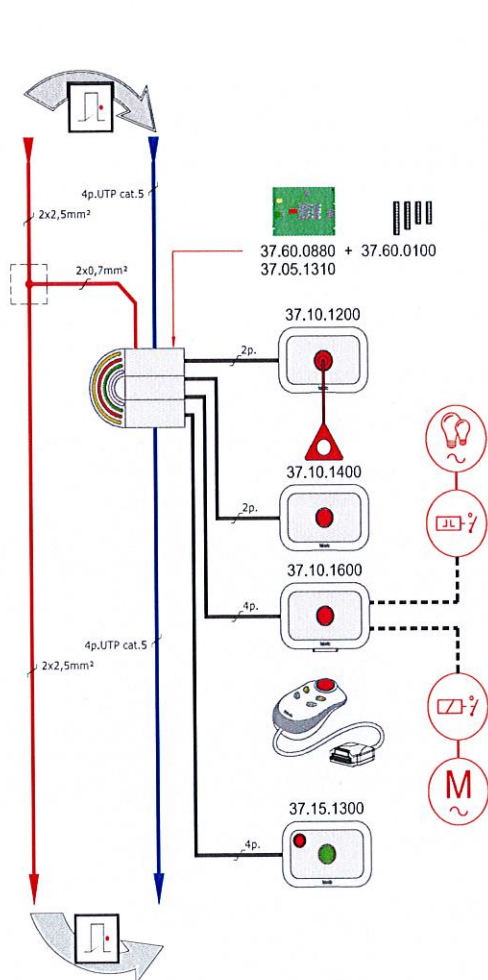 4p.UTP cat.5
2x2,5mm²
2x0,7mm²
37.60.0880 + 37.60.0100
37.05.1310
37.10.1200
2p.
37.10.1400
2p.
37.10.1600
4p.
4p.UTP cat.5
2x2,5mm²
M
37.15.1300
4p.